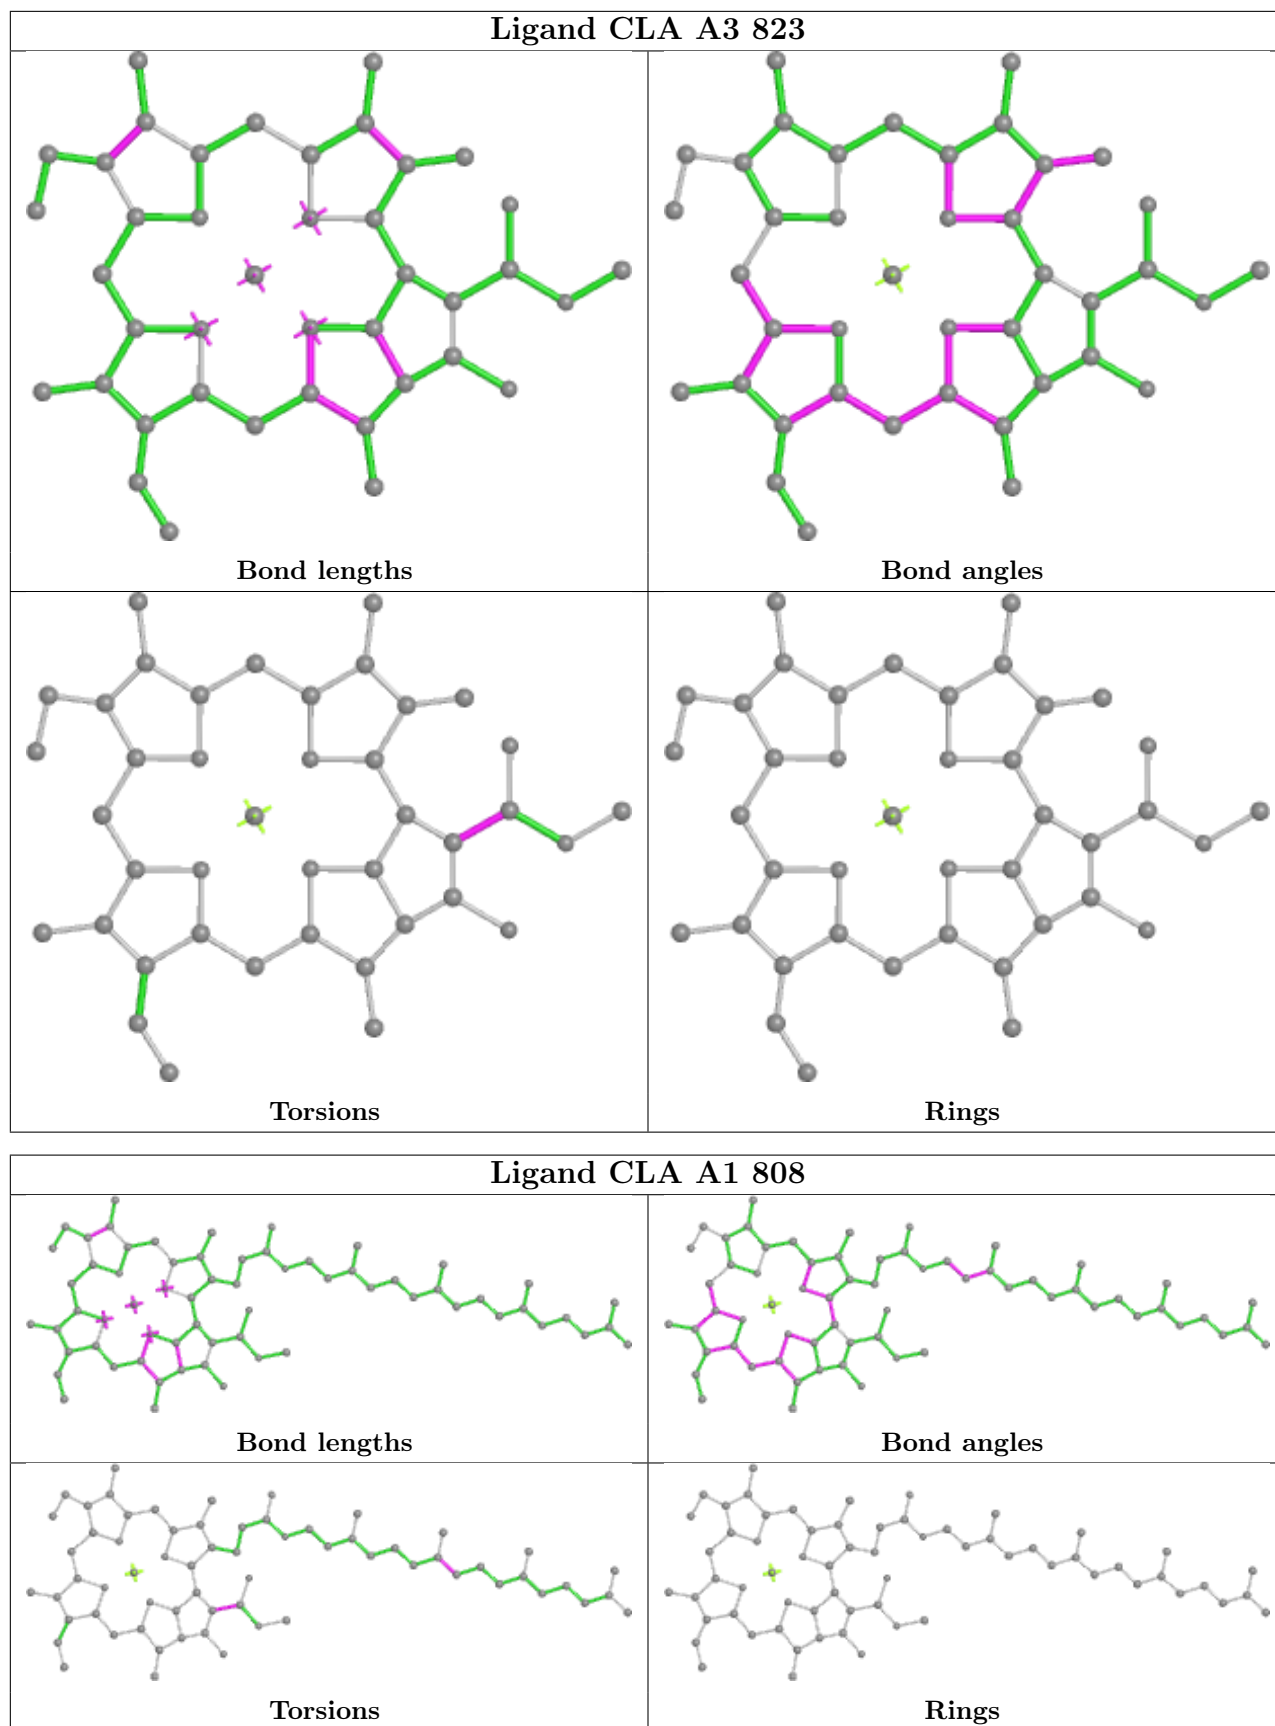 Ligand CLA A3 823
Bond lengths
Bond angles
Torsions
Rings
Ligand CLA A1 808
Bond lengths
Bond angles
Torsions
Rings